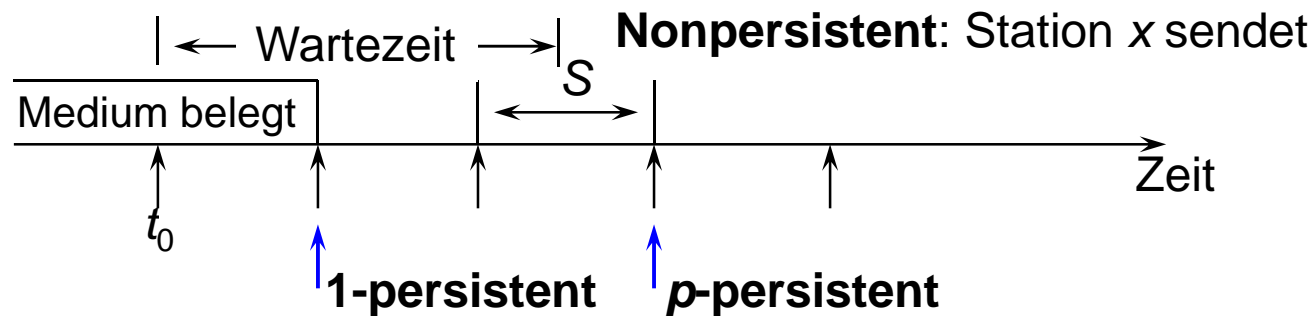 Nonpersistent: Station x sendet
Wartezeit
S
Medium belegt
Zeit
t0
1-persistent
p-persistent